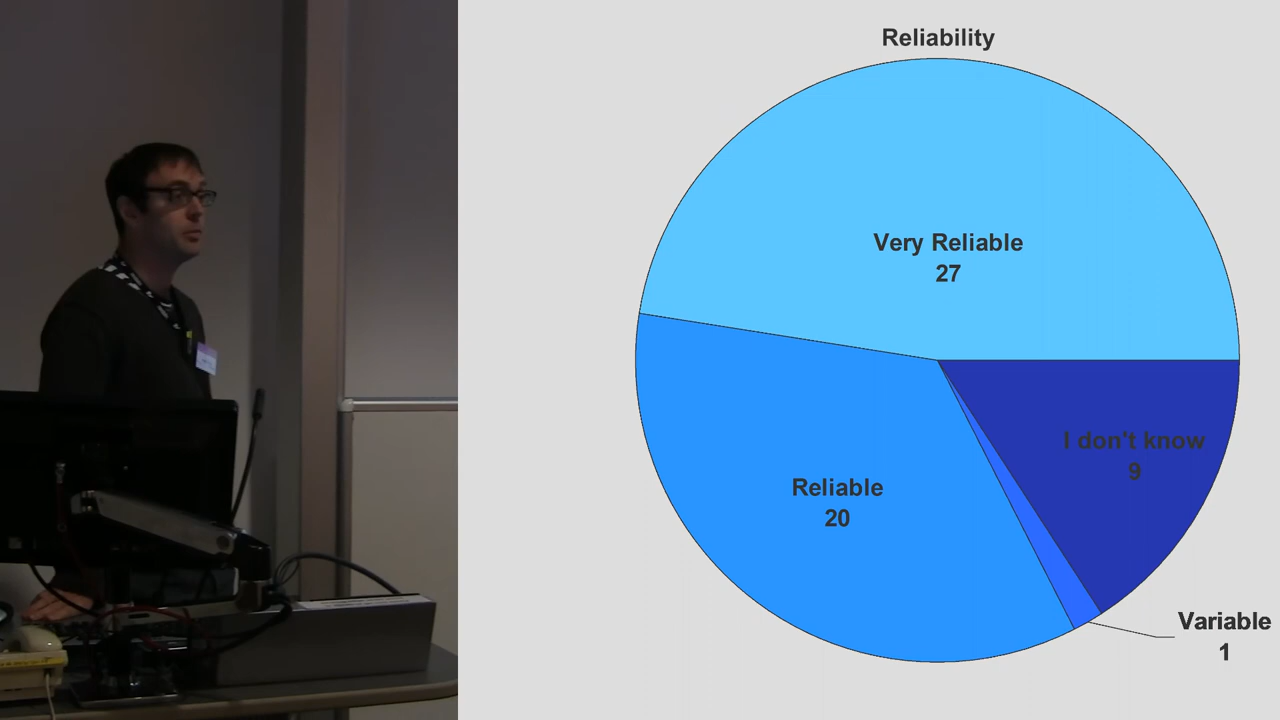 Reliability
Very Reliable
27
I don't know
9
Reliable
20
Variable
1